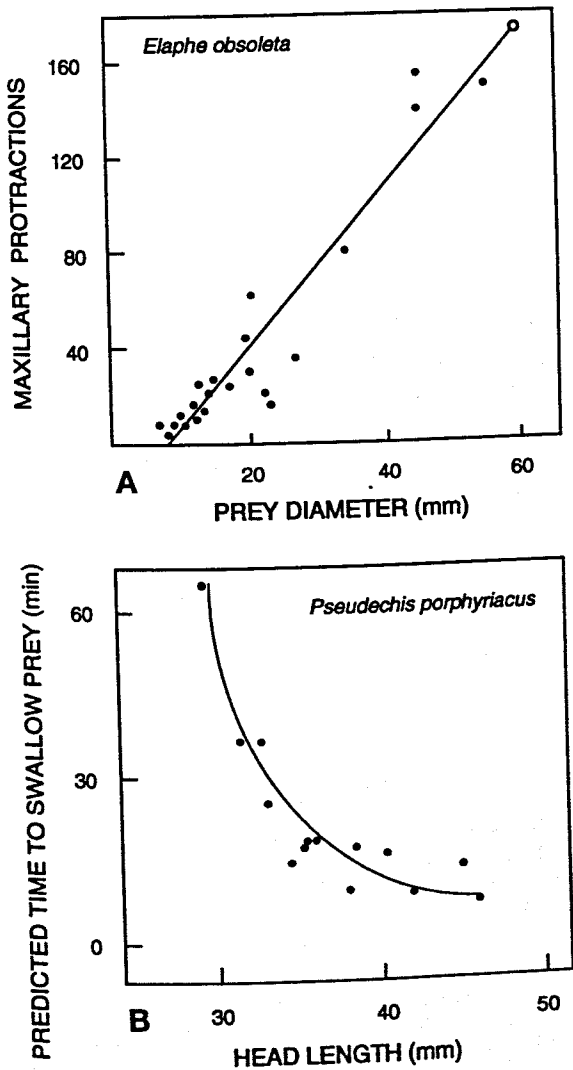 Elaphe obsoleta
MAXILLARY PROTRACTIONS
160
120
80
40
20
40
60
A
PREY DIAMETER (mm)
Pseudechis porphyriacus
PREDICTED TIME TO SWALLOW PREY (min)
60
30
0
30
40
50
B
HEAD LENGTH (mm)